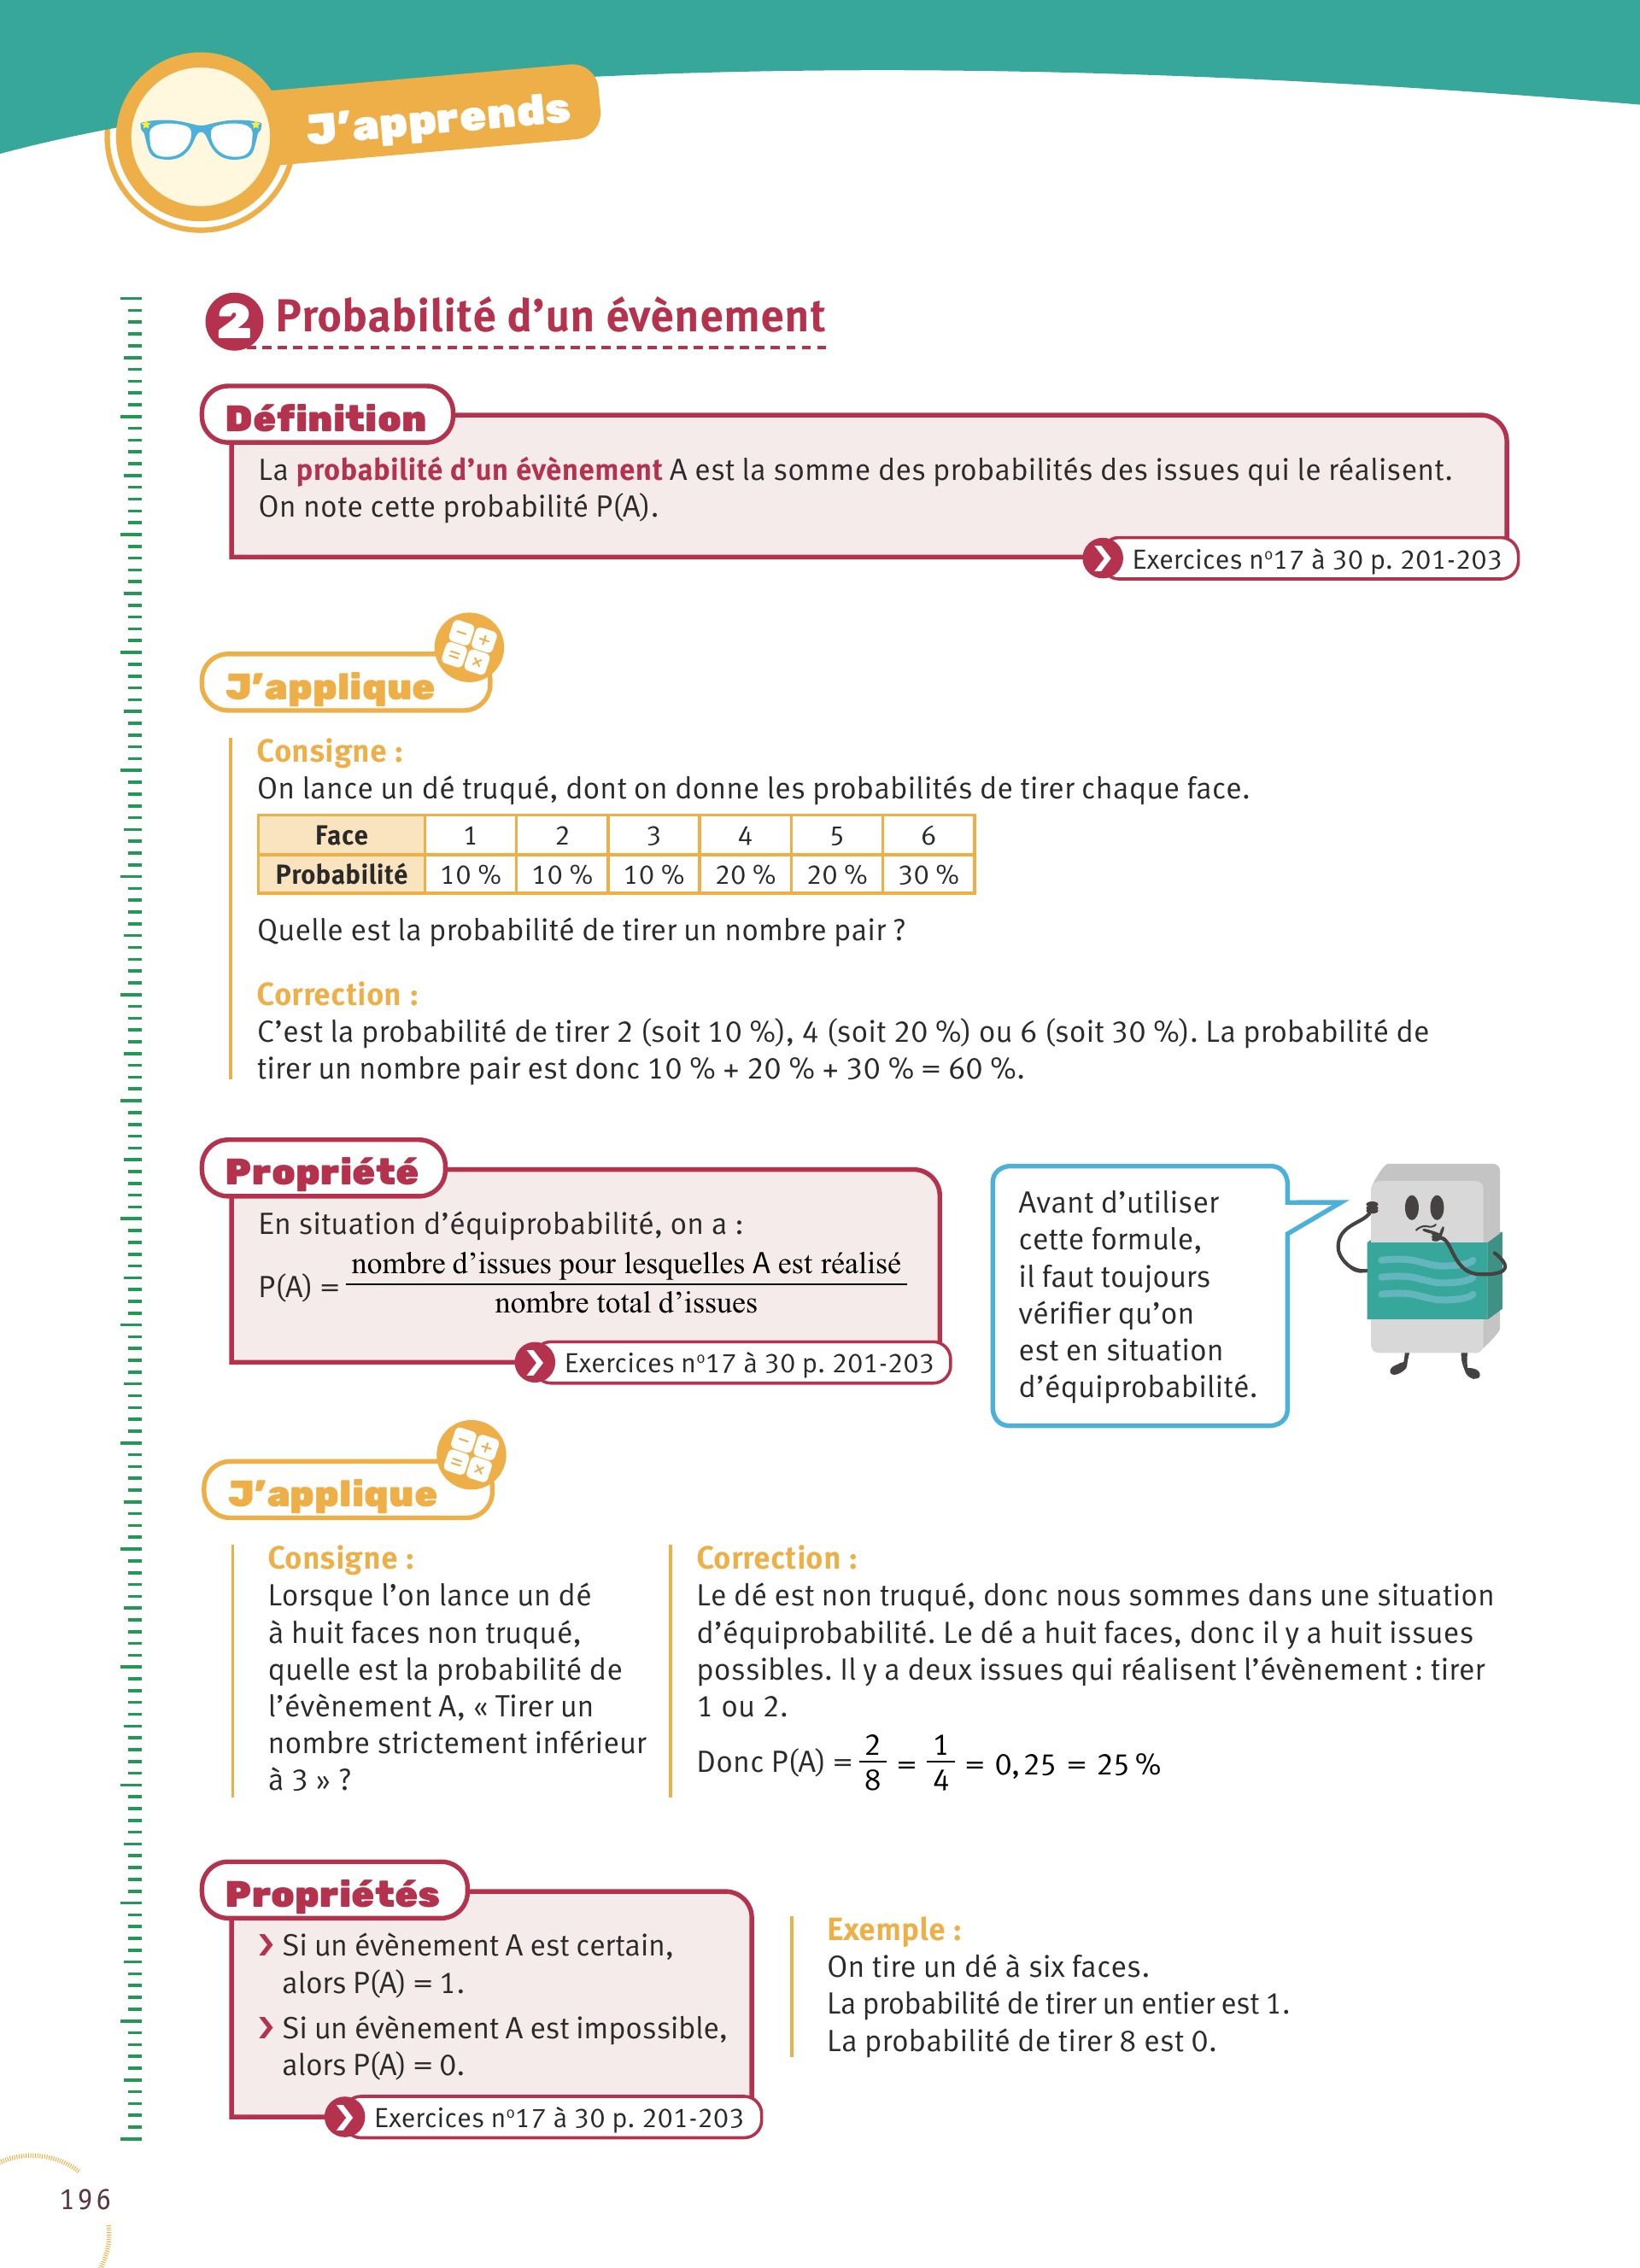 J'apprends
2 Probabilité d'un évènement
Définition
La probabilité d'un évènement A est la somme des probabilités des issues qui le réalisent.
On note cette probabilité P(A).
Exercices nº17 à 30 p. 201-203
J'applique
Consigne :
On lance un dé truqué, dont on donne les probabilités de tirer chaque face.
Face 1 2 3 4 5 6
Probabilité 10 % 10 % 10 % 20 % 20 % 30 %
Quelle est la probabilité de tirer un nombre pair ?
Correction :
C'est la probabilité de tirer 2 (soit 10 %), 4 (soit 20 %) ou 6 (soit 30 %). La probabilité de
tirer un nombre pair est donc 10 % + 20 % + 30 % = 60 %.
Propriété
En situation d'équiprobabilité, on a :
P(A) = nombre d'issues pour lesquelles A est réalisé
nombre total d'issues
Exercices nº17 à 30 p. 201-203
Avant d'utiliser
cette formule,
il faut toujours
vérifier qu'on
est en situation
d'équiprobabilité.
J'applique
Consigne :
Lorsque l'on lance un dé
à huit faces non truqué,
quelle est la probabilité de
l'évènement A, « Tirer un
nombre strictement inférieur
à 3 » ?
Correction :
Le dé est non truqué, donc nous sommes dans une situation
d'équiprobabilité. Le dé a huit faces, donc il y a huit issues
possibles. Il y a deux issues qui réalisent l'évènement : tirer
1 ou 2.
Donc P(A) = 2/8 = 1/4 = 0,25 = 25 %
Propriétés
› Si un évènement A est certain,
alors P(A) = 1.
› Si un évènement A est impossible,
alors P(A) = 0.
Exercices nº17 à 30 p. 201-203
Exemple :
On tire un dé à six faces.
La probabilité de tirer un entier est 1.
La probabilité de tirer 8 est 0.
196